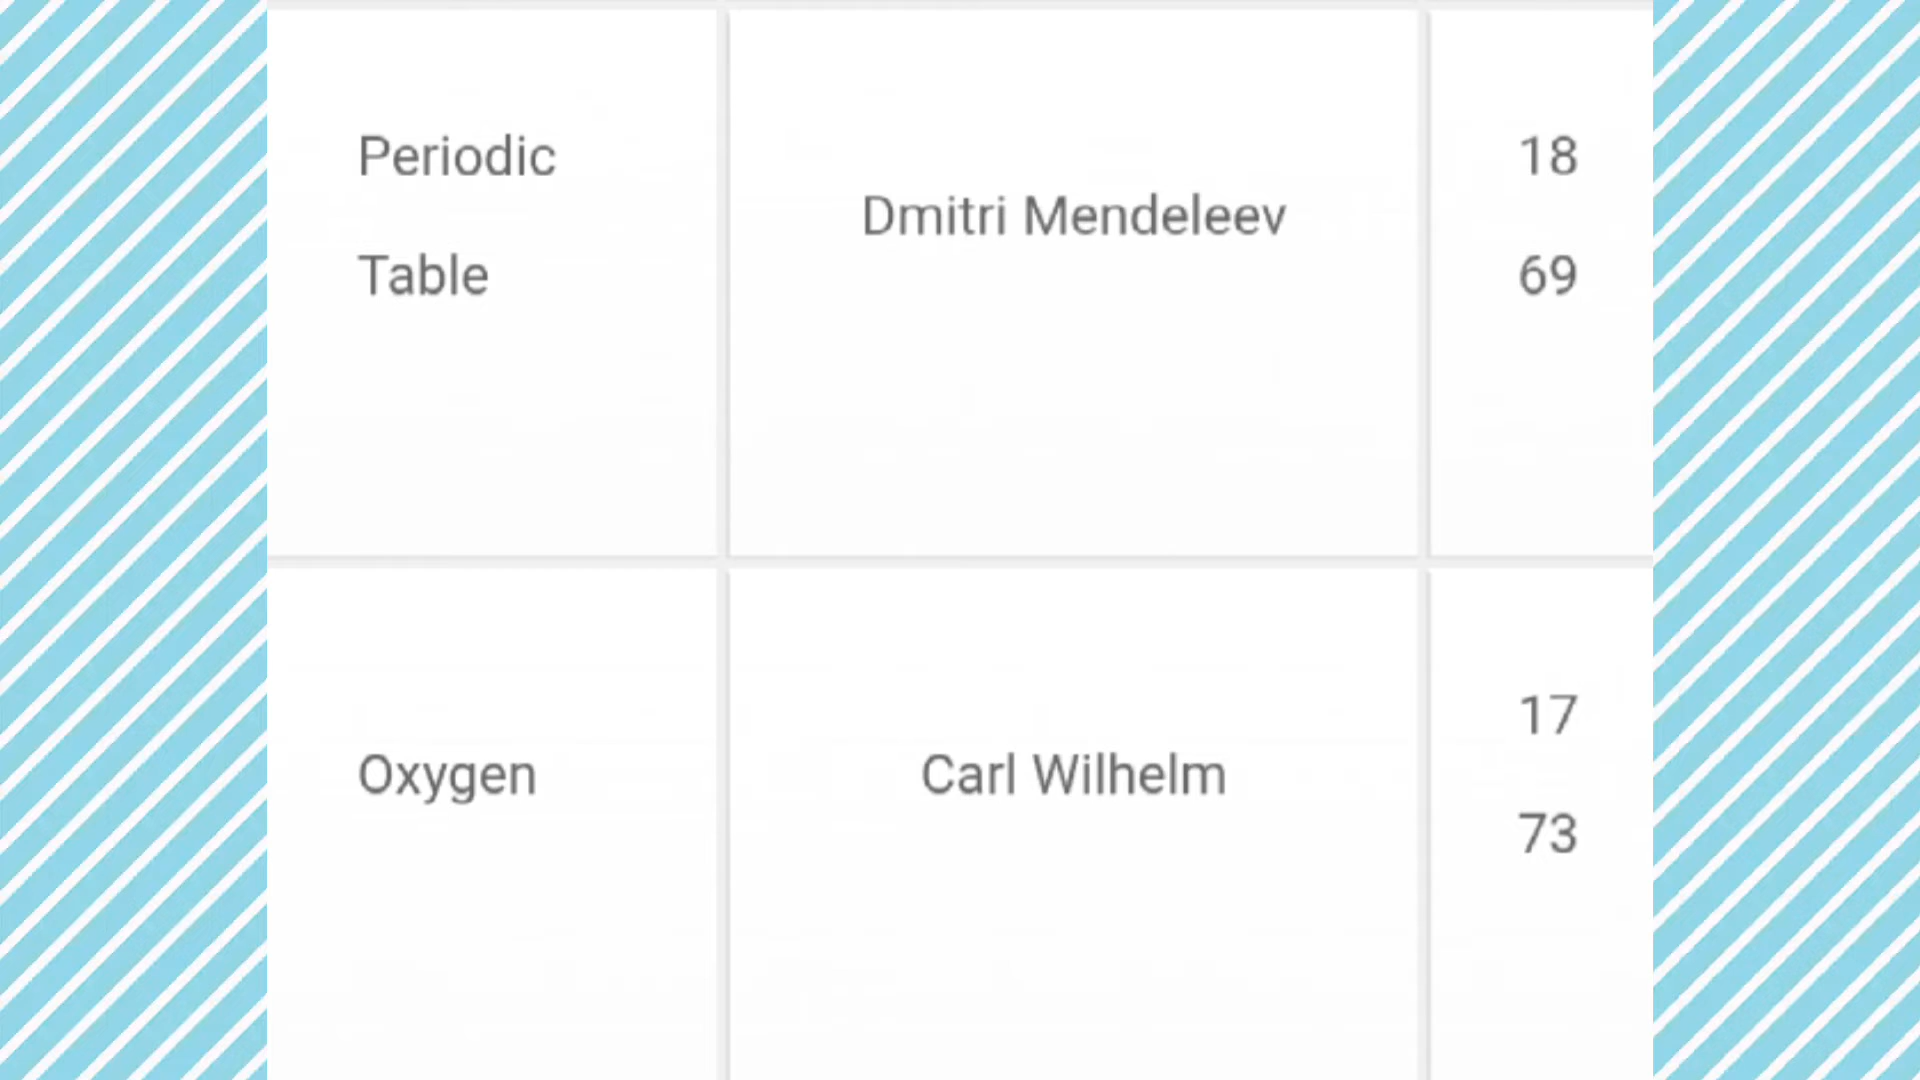 Periodic
Table
Dmitri Mendeleev
18
69
Oxygen
Carl Wilhelm
17
73